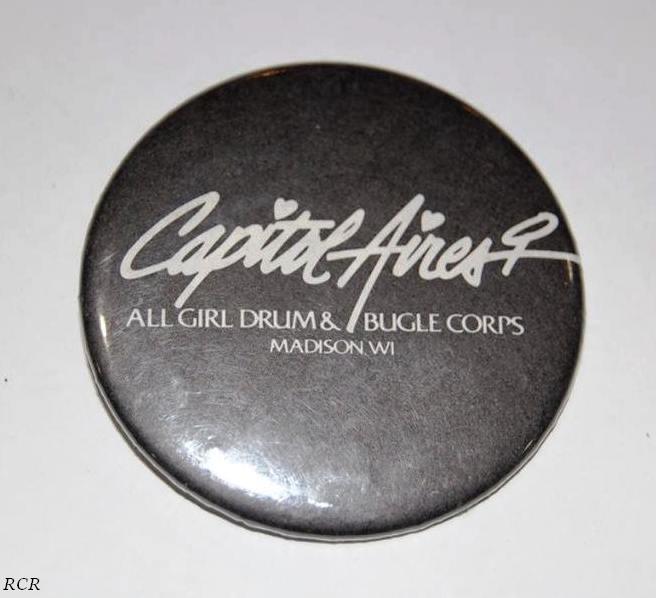 Capitol Aires
ALL GIRL DRUM & BUGLE CORPS
MADISON, WI
RCR